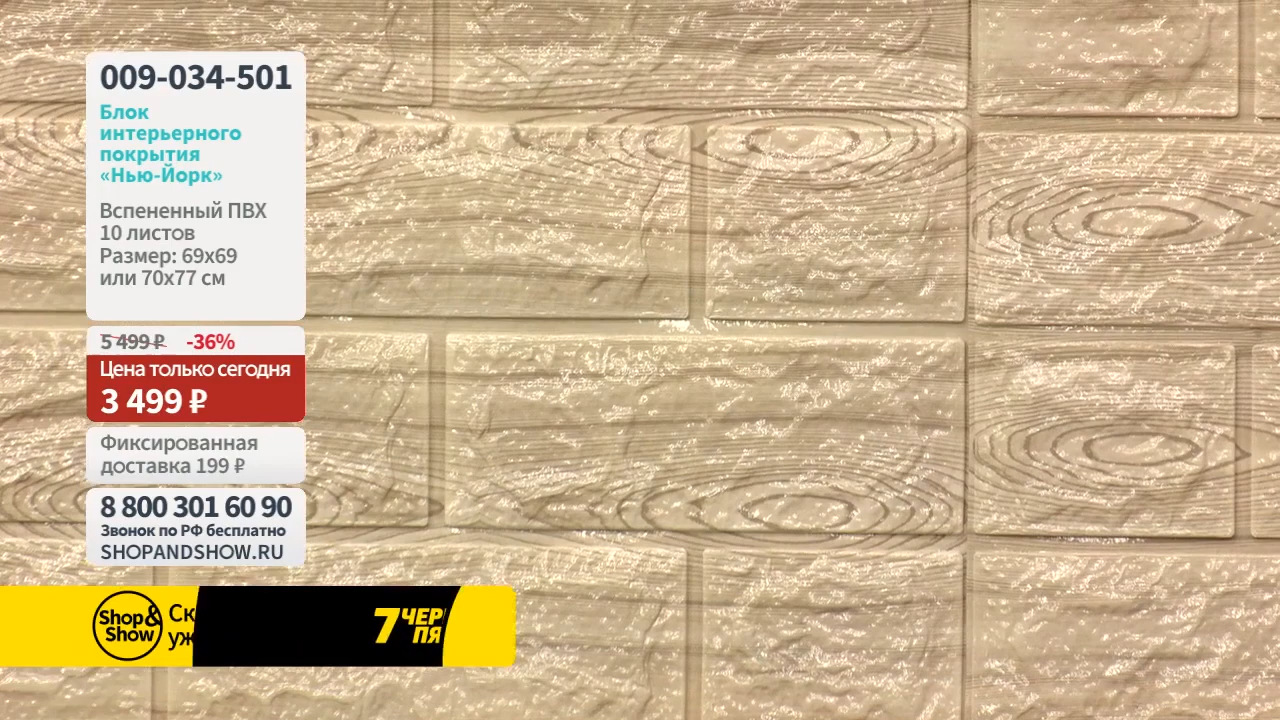 009-034-501
Блок
интерьерного
покрытия
«Нью-Йорк»
Вспененный ПВХ
10 листов
Размер: 69х69
или 70х77 см
5 499 ₽ -36%
Цена только сегодня
3 499 ₽
Фиксированная
доставка 199 ₽
8 800 301 60 90
Звонок по РФ бесплатно
SHOPANDSHOW.RU
Shop&
Show
7